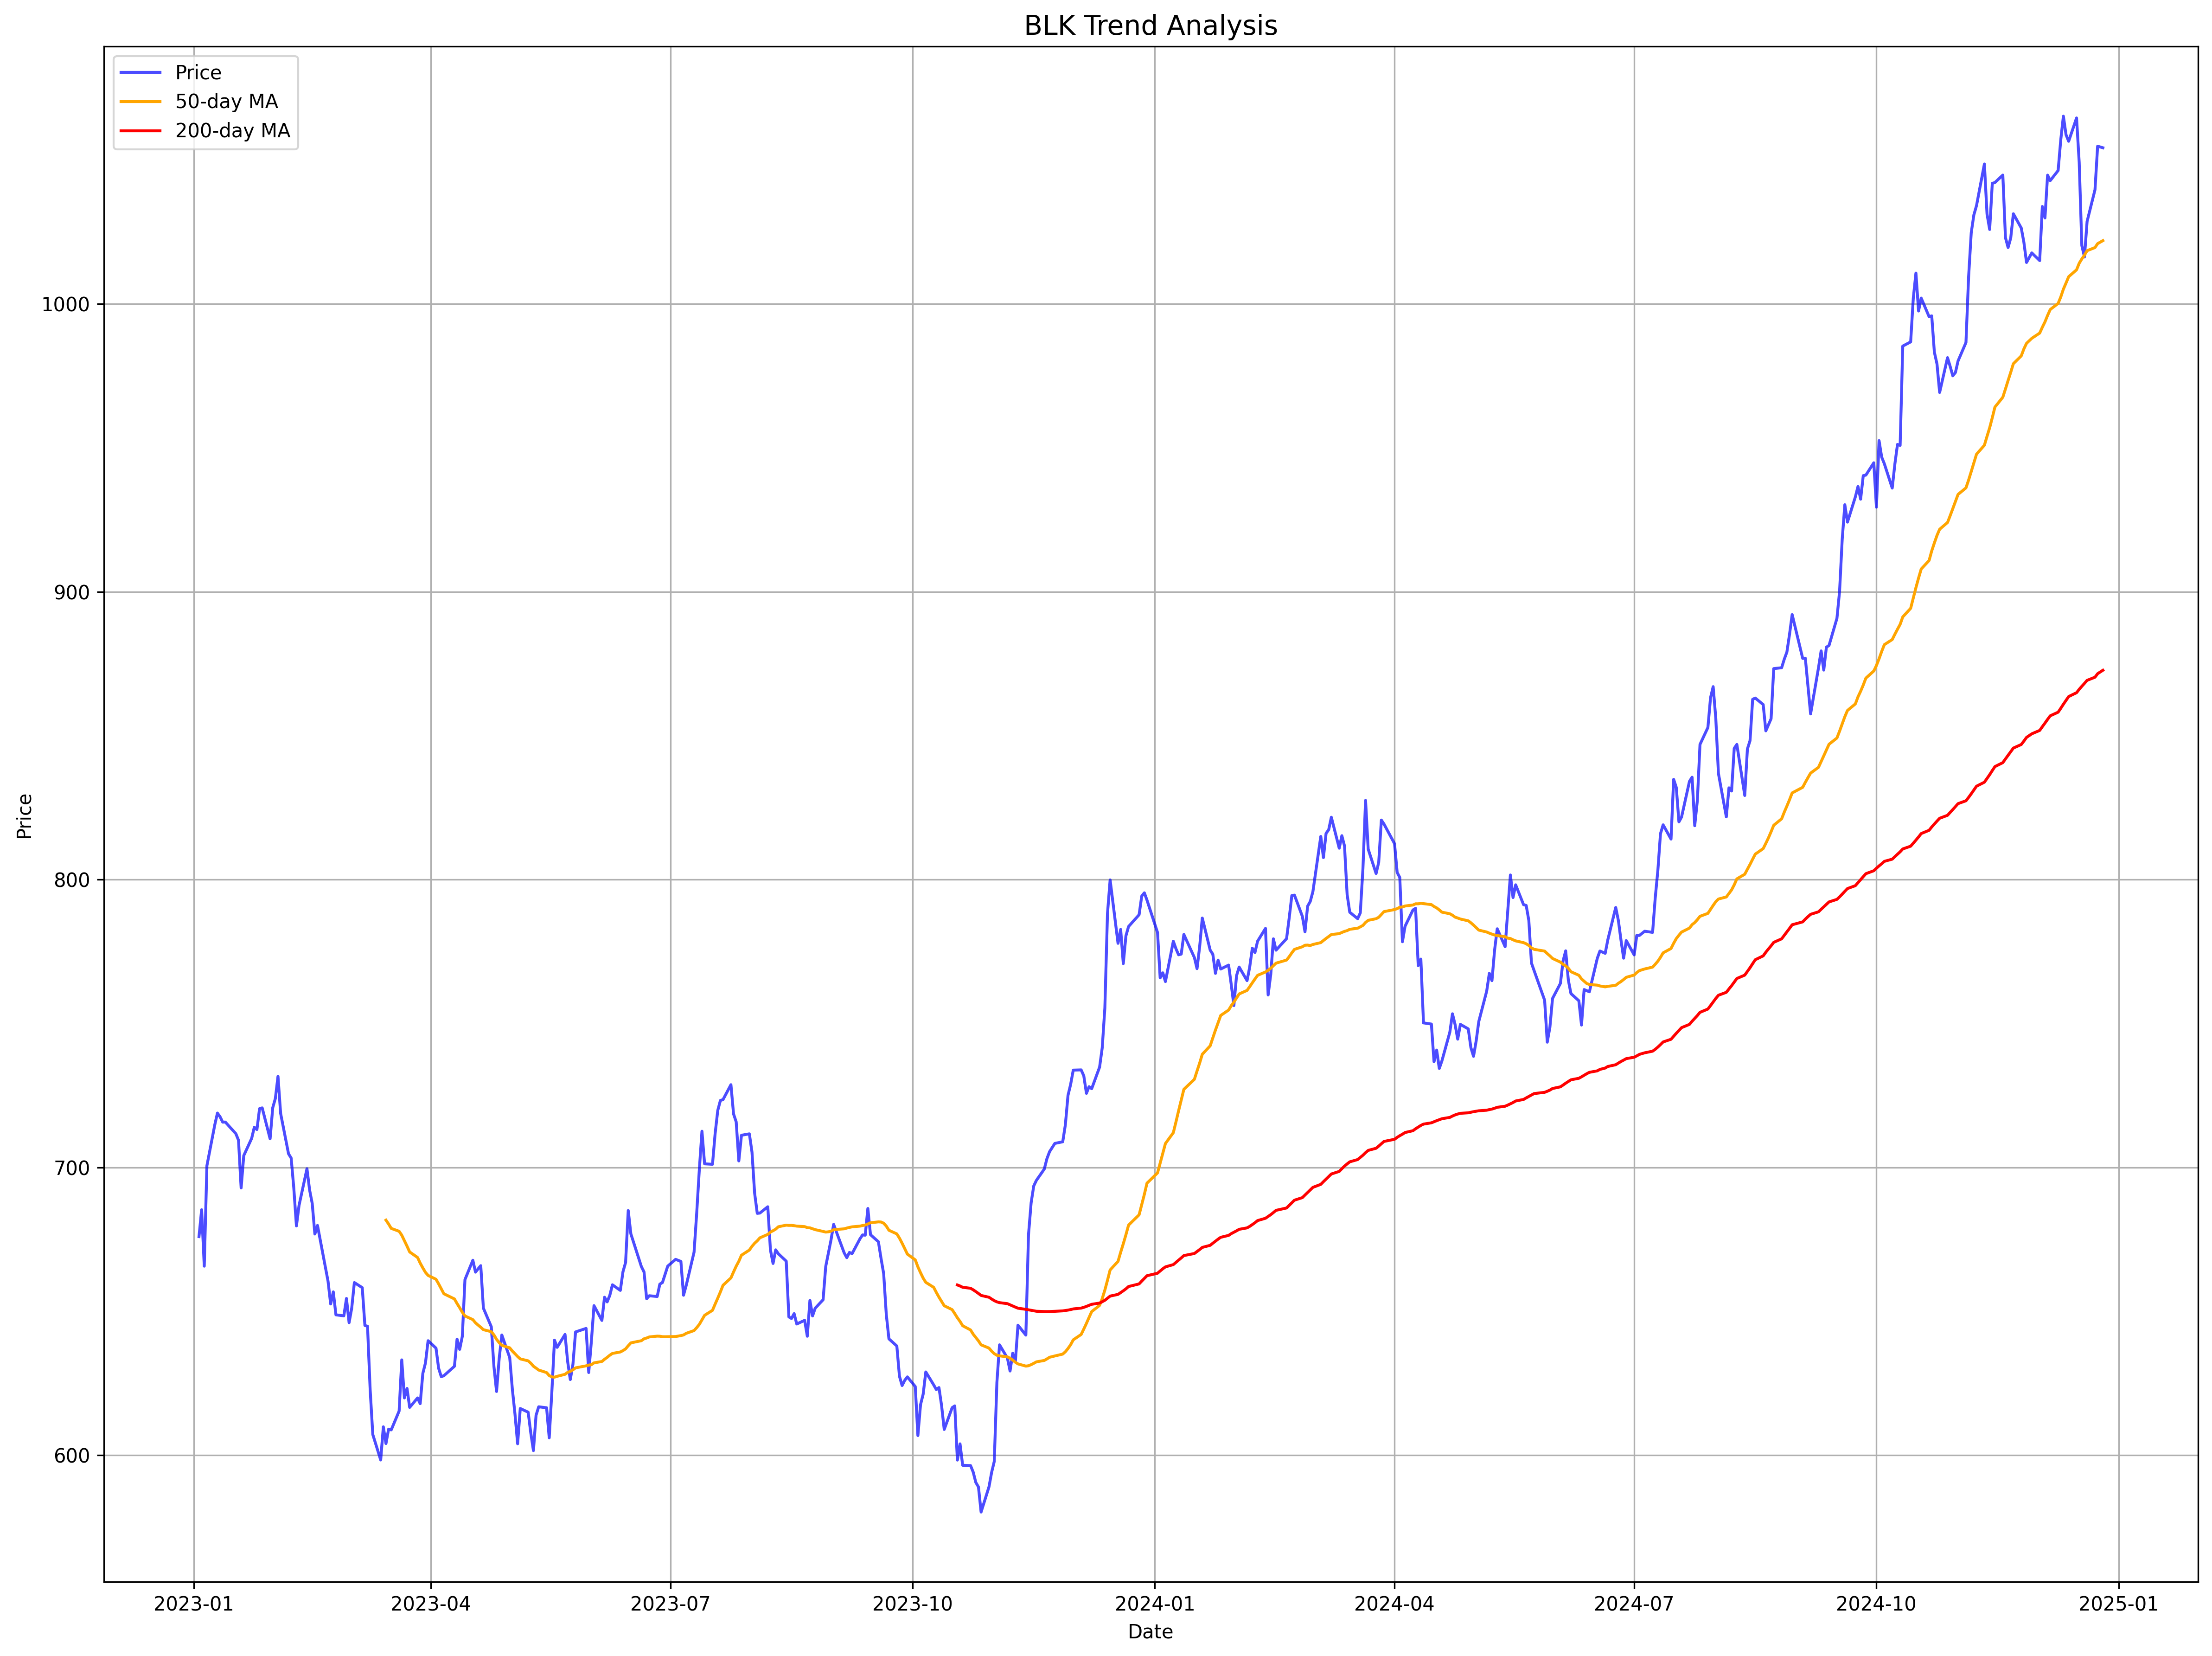 BLK Trend Analysis
Price
50-day MA
200-day MA
1000
900
800
700
600
Price
2023-01
2023-04
2023-07
2023-10
2024-01
2024-04
2024-07
2024-10
2025-01
Date